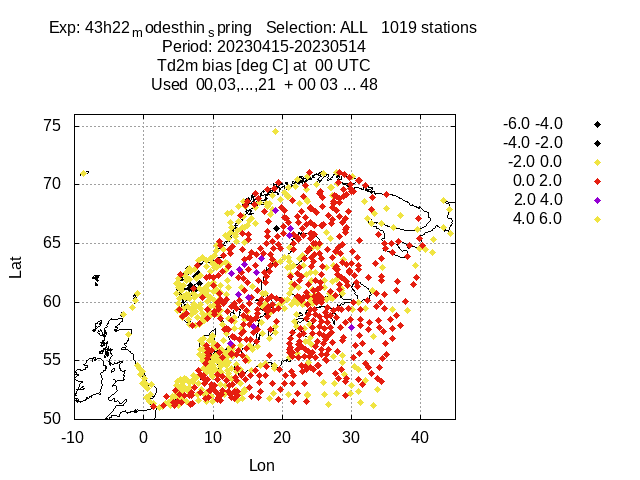 Exp: 43h22modesthinspring   Selection: ALL   1019 stations
Period: 20230415-20230514
Td2m bias [deg C] at  00 UTC
Used  00,03,...,21  + 00 03 ... 48
-6.0 -4.0
-4.0 -2.0
-2.0 0.0
0.0 2.0
2.0 4.0
4.0 6.0
75
70
65
60
55
50
Lat
-10 0 10 20 30 40
Lon